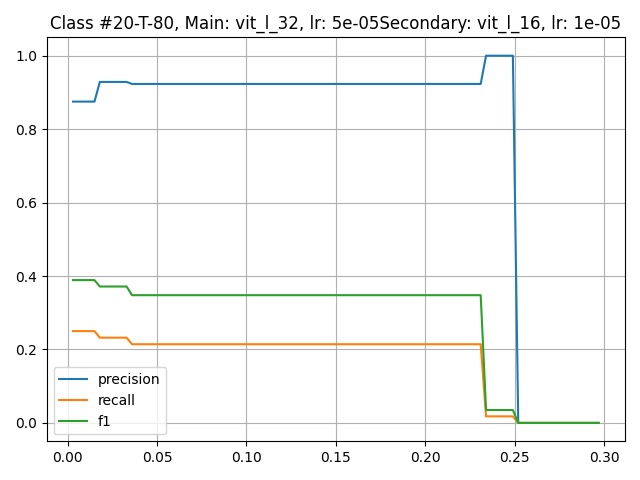 Class #20-T-80, Main: vit_l_32, lr: 5e-05Secondary: vit_l_16, lr: 1e-05
1.0
0.8
0.6
0.4
0.2
0.0
precision
recall
f1
0.00 0.05 0.10 0.15 0.20 0.25 0.30